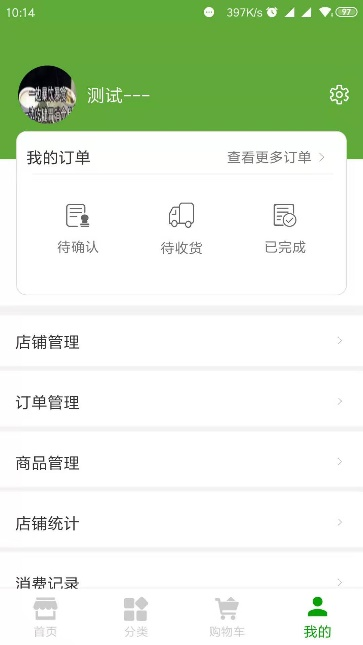 10:14
397K/s
97
测试---
我的订单
查看更多订单
待确认
待收货
已完成
店铺管理
订单管理
商品管理
店铺统计
消费记录
首页
分类
购物车
我的